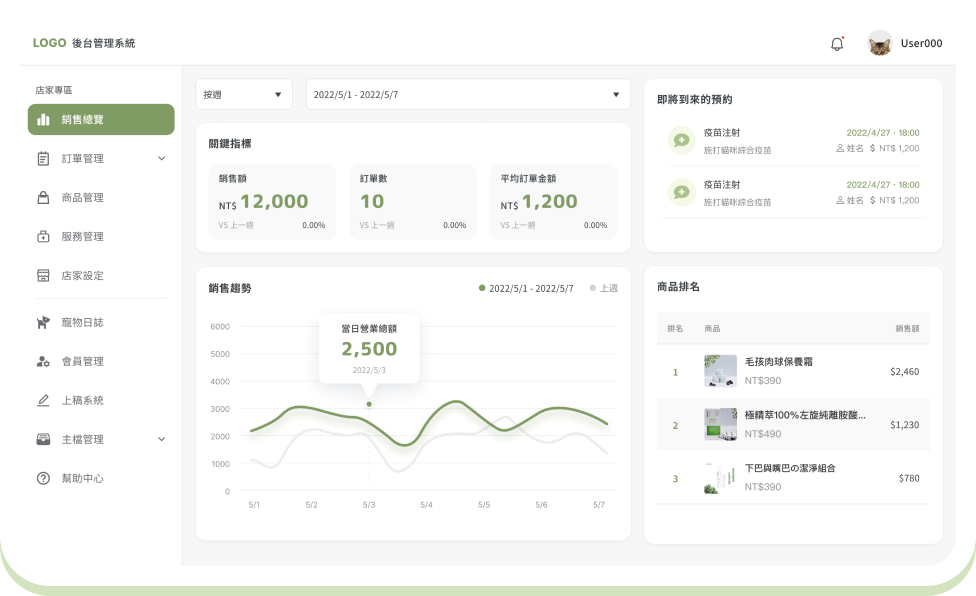 LOGO 後台管理系統
User000
店家專區
銷售總覽
訂單管理
商品管理
服務管理
店家設定
寵物日誌
會員管理
上稿系統
主檔管理
幫助中心
按週
2022/5/1 - 2022/5/7
關鍵指標
銷售額
NT$ 12,000
VS 上一週 0.00%
訂單數
10
VS 上一週 0.00%
平均訂單金額
NT$ 1,200
VS 上一週 0.00%
即將到來的預約
疫苗注射 2022/4/27 · 18:00
施打貓咪綜合疫苗 姓名 $ NT$ 1,200
疫苗注射 2022/4/27 · 18:00
施打貓咪綜合疫苗 姓名 $ NT$ 1,200
銷售趨勢
2022/5/1 - 2022/5/7 上週
6000
5000
4000
3000
2000
1000
0
當日營業總額
2,500
2022/5/3
5/1 5/2 5/3 5/4 5/5 5/6 5/7
商品排名
排名 商品 銷售額
1 毛孩肉球保養霜 $2,460
NT$390
2 極精萃100%左旋純離胺酸... $1,230
NT$490
3 下巴與嘴巴の潔淨組合 $780
NT$390